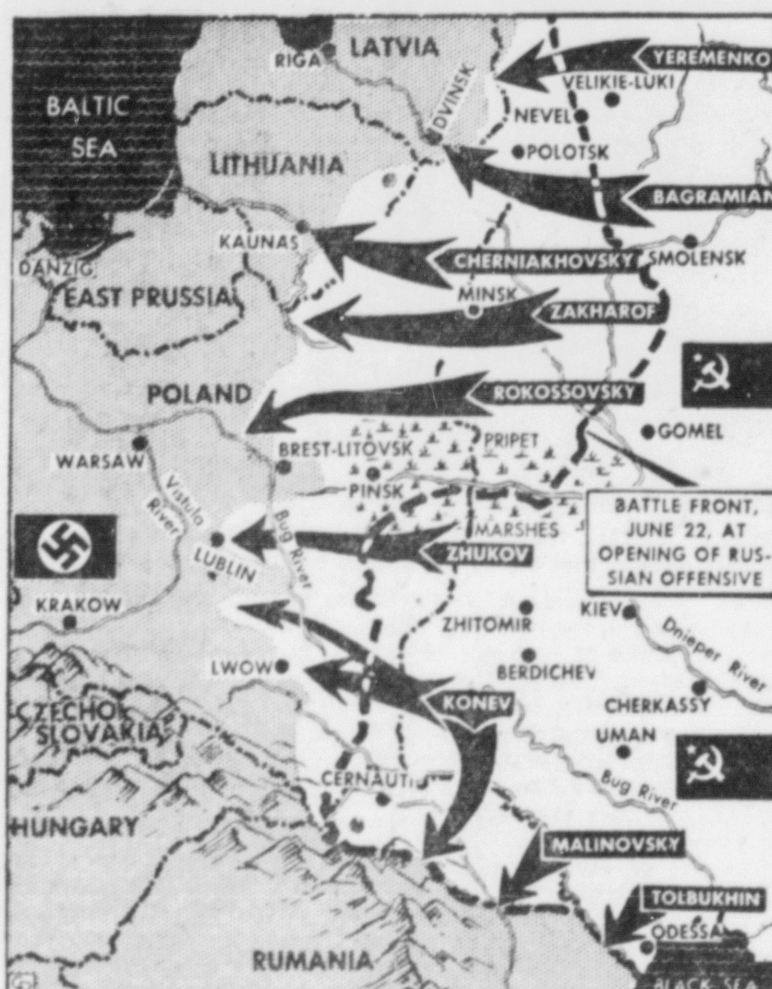 LATVIA
RIGA
YEREMENKO
VELIKIE-LUKI
BALTIC
SEA
DVINSK
NEVEL
POLOTSK
LITHUANIA
BAGRAMIAN
KAUNAS
CHERNIAKHOVSKY
SMOLENSK
DANZIG
EAST PRUSSIA
MINSK
ZAKHAROF
POLAND
ROKOSSOVSKY
GOMEL
WARSAW
BREST-LITOVSK
PRIPET
PINSK
MARSHES
Vistula
River
Bug River
BATTLE FRONT,
JUNE 22, AT
OPENING OF RUS-
SIAN OFFENSIVE
LUBLIN
ZHUKOV
KRAKOW
ZHITOMIR
KIEV
Dnieper River
LWOW
BERDICHEV
KONEV
CHERKASSY
CZECHO-
SLOVAKIA
UMAN
CERNAUTI
Bug River
HUNGARY
MALINOVSKY
TOLBUKHIN
ODESSA
RUMANIA
BLACK SEA